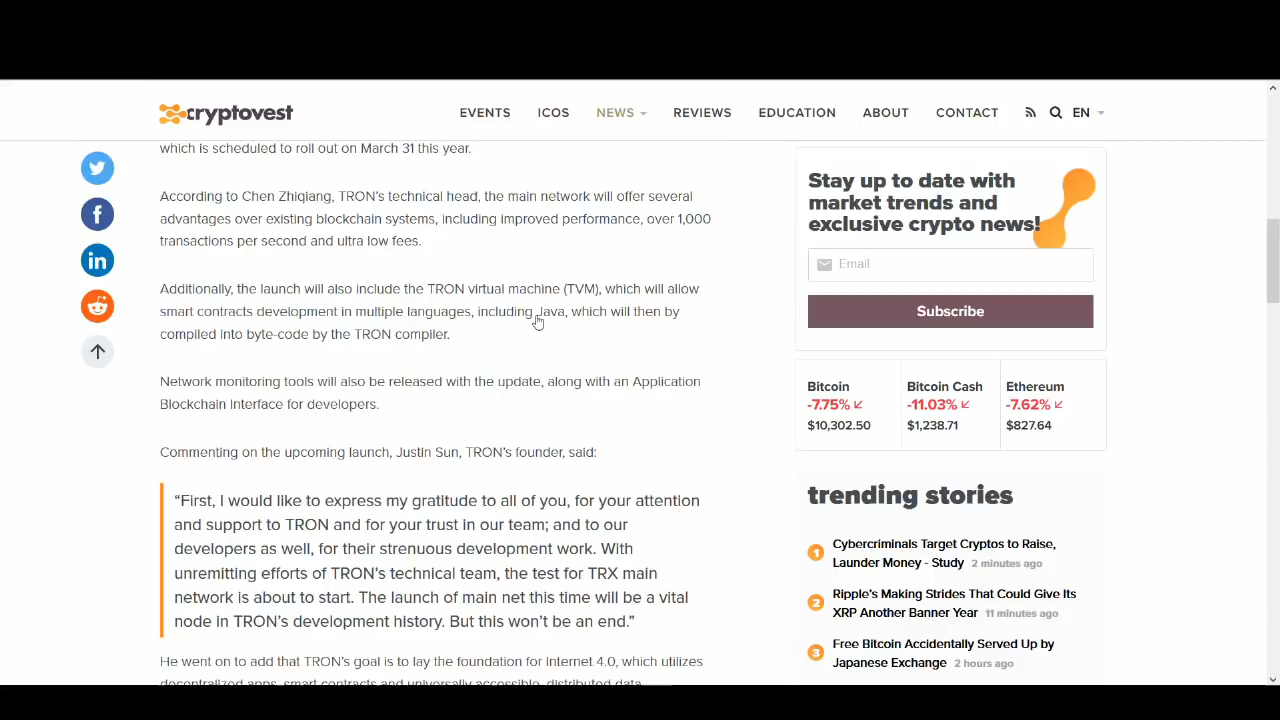 cryptovest
EVENTS ICOS NEWS REVIEWS EDUCATION ABOUT CONTACT EN
which is scheduled to roll out on March 31 this year.
According to Chen Zhiqiang, TRON's technical head, the main network will offer several
advantages over existing blockchain systems, including improved performance, over 1,000
transactions per second and ultra low fees.
Additionally, the launch will also include the TRON virtual machine (TVM), which will allow
smart contracts development in multiple languages, including Java, which will then by
compiled into byte-code by the TRON compiler.
Network monitoring tools will also be released with the update, along with an Application
Blockchain Interface for developers.
Commenting on the upcoming launch, Justin Sun, TRON's founder, said:
“First, I would like to express my gratitude to all of you, for your attention
and support to TRON and for your trust in our team; and to our
developers as well, for their strenuous development work. With
unremitting efforts of TRON's technical team, the test for TRX main
network is about to start. The launch of main net this time will be a vital
node in TRON's development history. But this won't be an end.”
He went on to add that TRON's goal is to lay the foundation for Internet 4.0, which utilizes
decentralized apps, smart contracts and universally accessible, distributed data.
Stay up to date with
market trends and
exclusive crypto news!
Email
Subscribe
Bitcoin Bitcoin Cash Ethereum
-7.75% -11.03% -7.62%
$10,302.50 $1,238.71 $827.64
trending stories
1 Cybercriminals Target Cryptos to Raise,
Launder Money - Study 2 minutes ago
2 Ripple's Making Strides That Could Give Its
XRP Another Banner Year 11 minutes ago
3 Free Bitcoin Accidentally Served Up by
Japanese Exchange 2 hours ago